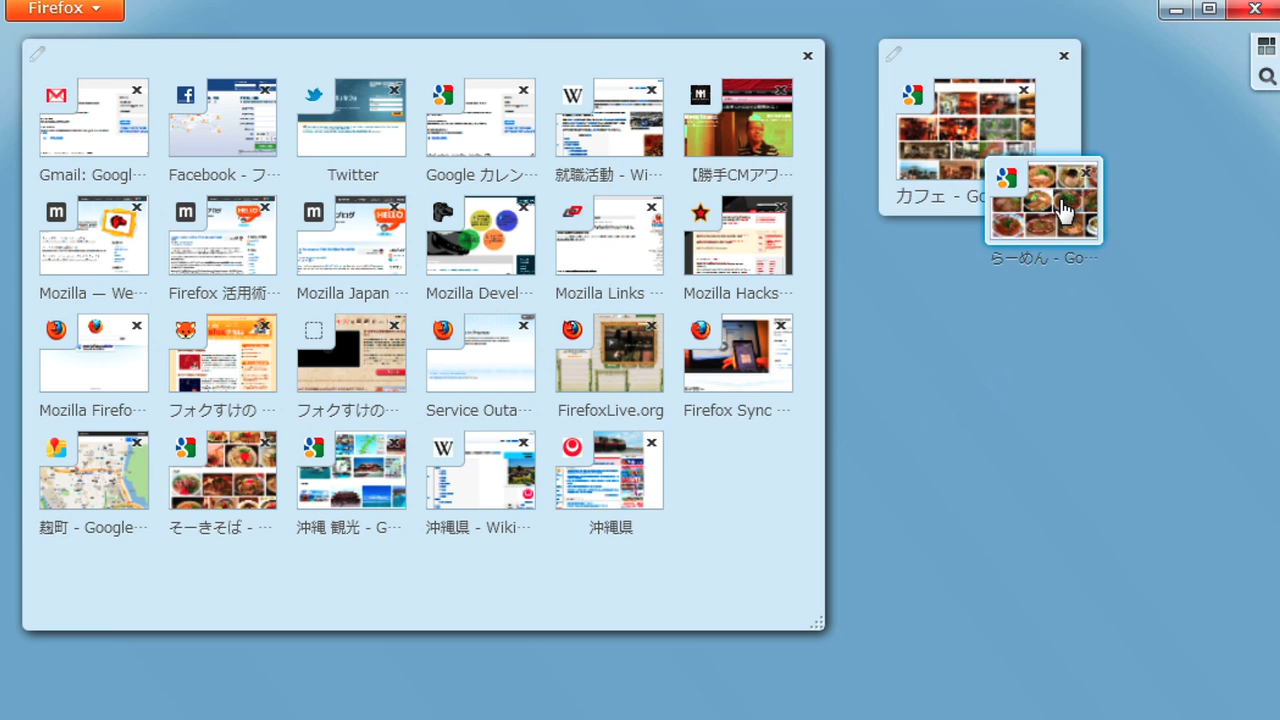 Firefox
Gmail: Googl…
Facebook - フ…
Twitter
Google カレン…
就職活動 - Wi…
【勝手CMアワ…
Mozilla — We…
Firefox 活用術…
Mozilla Japan …
Mozilla Devel…
Mozilla Links …
Mozilla Hacks…
Mozilla Firefo…
フォクすけの …
フォクすけの…
Service Outa…
FirefoxLive.org
Firefox Sync …
麹町 - Google…
そーきそば - …
沖縄 観光 - G…
沖縄県 - Wiki…
沖縄県
カフェ - Go
らーめん - Go…